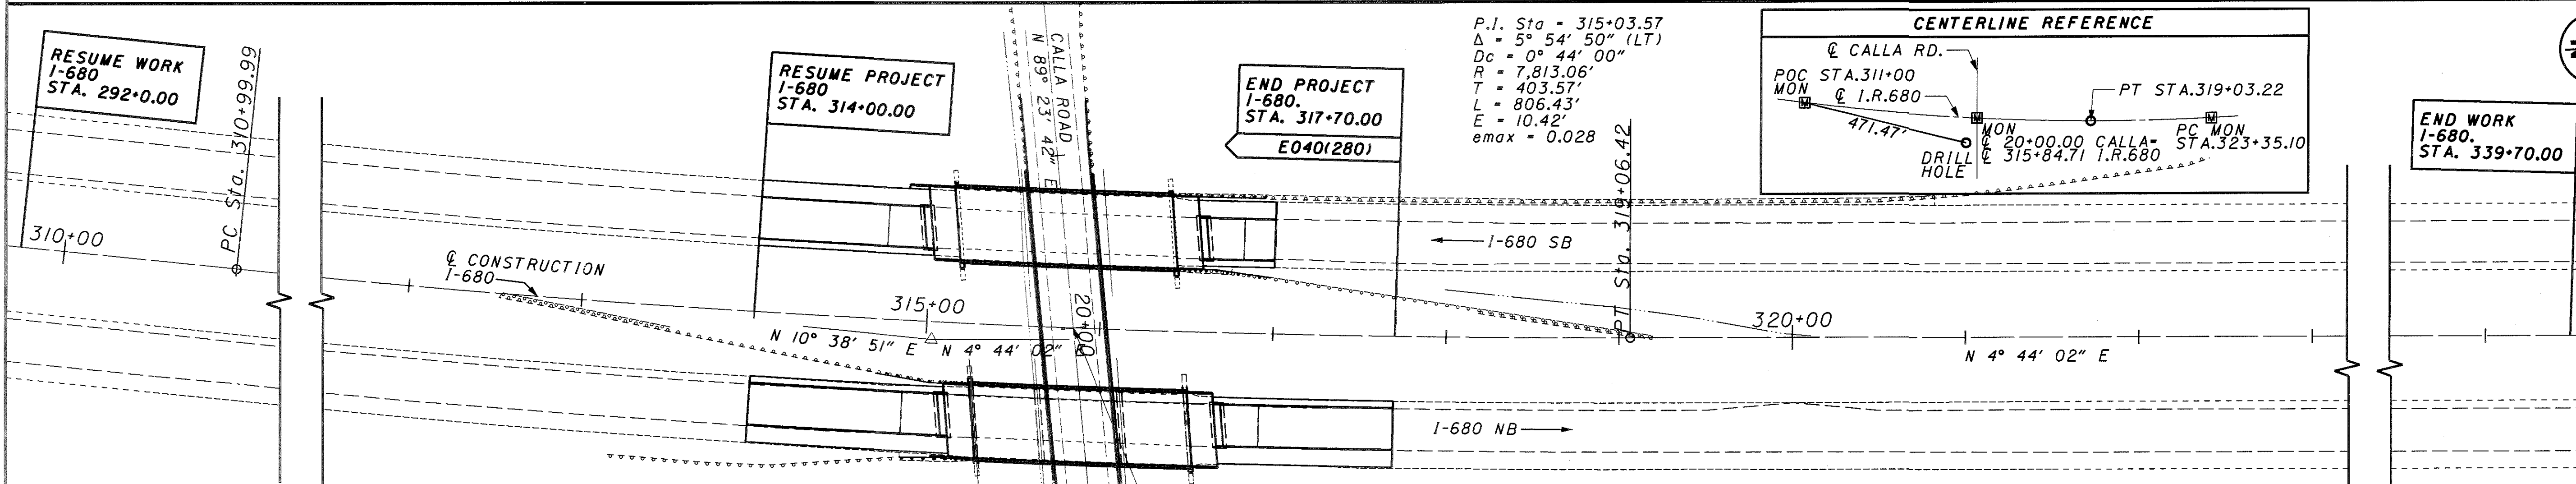 RESUME WORK
I-680
STA. 292+0.00
PC Sta. 310+99.99
310+00
℄ CONSTRUCTION
I-680
RESUME PROJECT
I-680
STA. 314+00.00
CALLA ROAD
N 89° 23' 42" E
315+00
20+00
N 10° 38' 51" E
N 4° 44' 02" E
END PROJECT
I-680.
STA. 317+70.00
E040(280)
P.I. Sta = 315+03.57
Δ = 5° 54' 50" (LT)
Dc = 0° 44' 00"
R = 7,813.06'
T = 403.57'
L = 806.43'
E = 10.42'
emax = 0.028
I-680 SB
I-680 NB
PT Sta. 319+06.42
320+00
N 4° 44' 02" E
CENTERLINE REFERENCE
℄ CALLA RD.
POC STA.311+00
MON
℄ I.R.680
PT STA.319+03.22
471.47'
MON
℄ 20+00.00 CALLA=
℄ 315+84.71 I.R.680
DRILL
HOLE
PC MON
STA.323+35.10
END WORK
I-680.
STA. 339+70.00